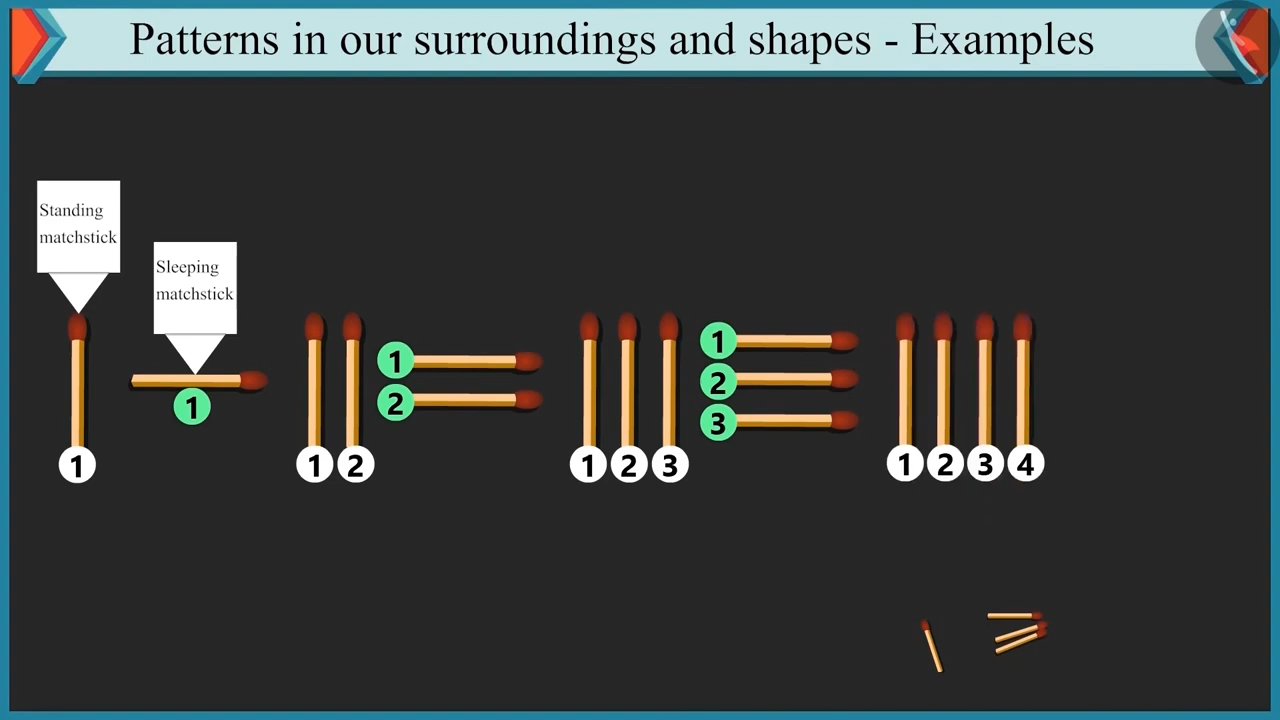 Patterns in our surroundings and shapes - Examples
Standing
matchstick
Sleeping
matchstick
1
1
1 2
1
2
1 2 3
1
2
3
1 2 3 4